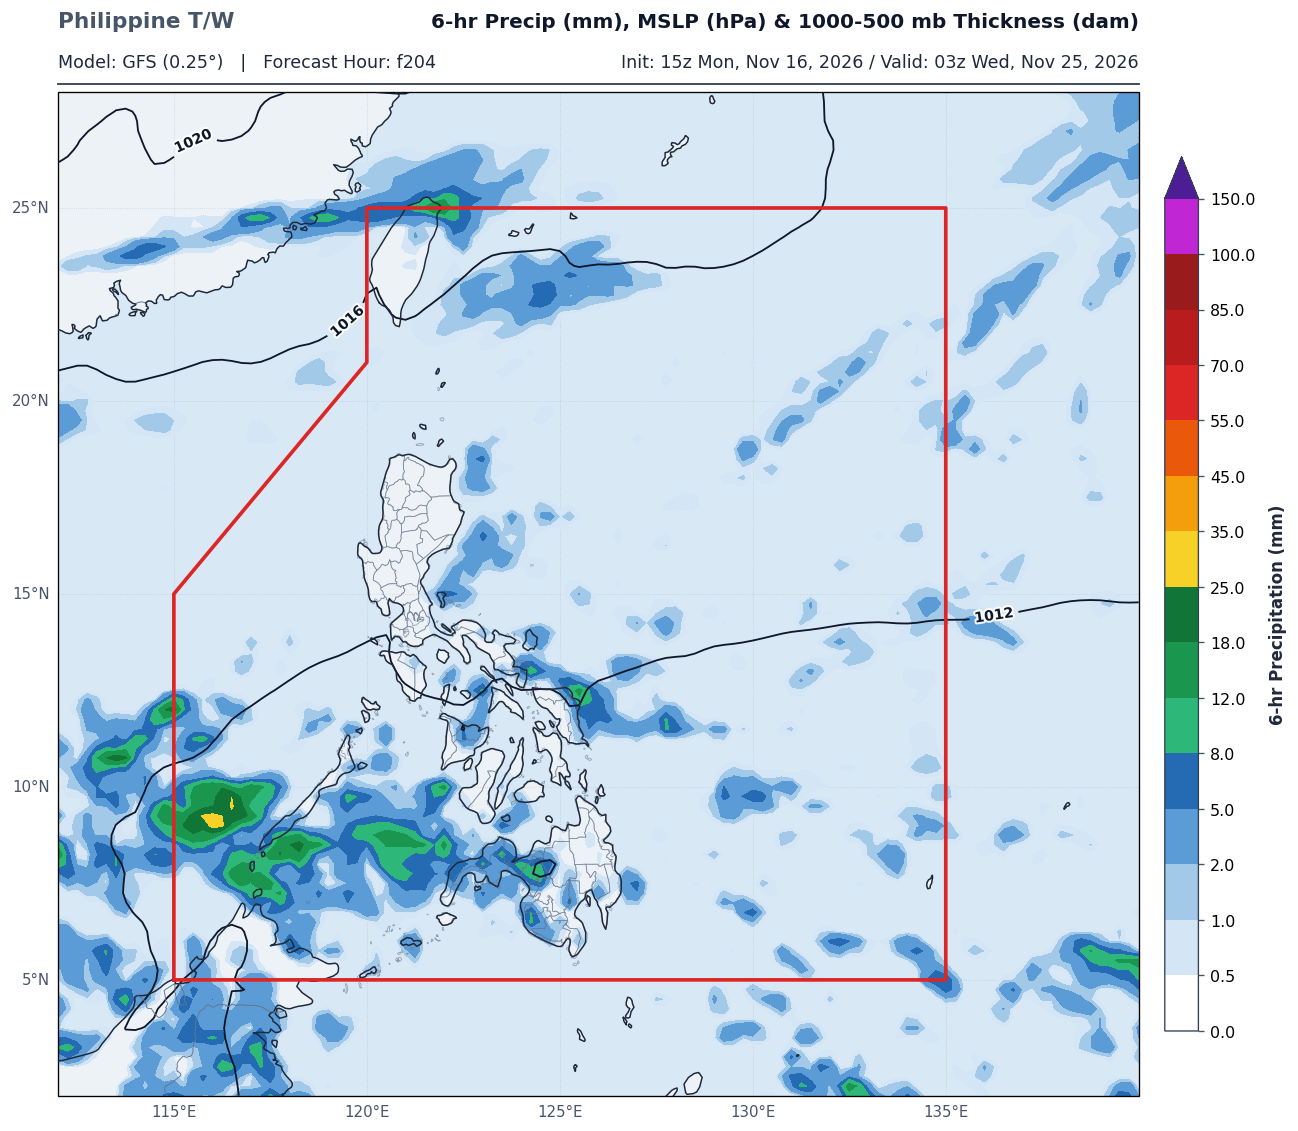 Philippine T/W
6-hr Precip (mm), MSLP (hPa) & 1000-500 mb Thickness (dam)
Model: GFS (0.25°)   |   Forecast Hour: f204
Init: 15z Mon, Nov 16, 2026 / Valid: 03z Wed, Nov 25, 2026
1020
1016
1012
25°N
20°N
15°N
10°N
5°N
115°E
120°E
125°E
130°E
135°E
150.0
100.0
85.0
70.0
55.0
45.0
35.0
25.0
18.0
12.0
8.0
5.0
2.0
1.0
0.5
0.0
6-hr Precipitation (mm)